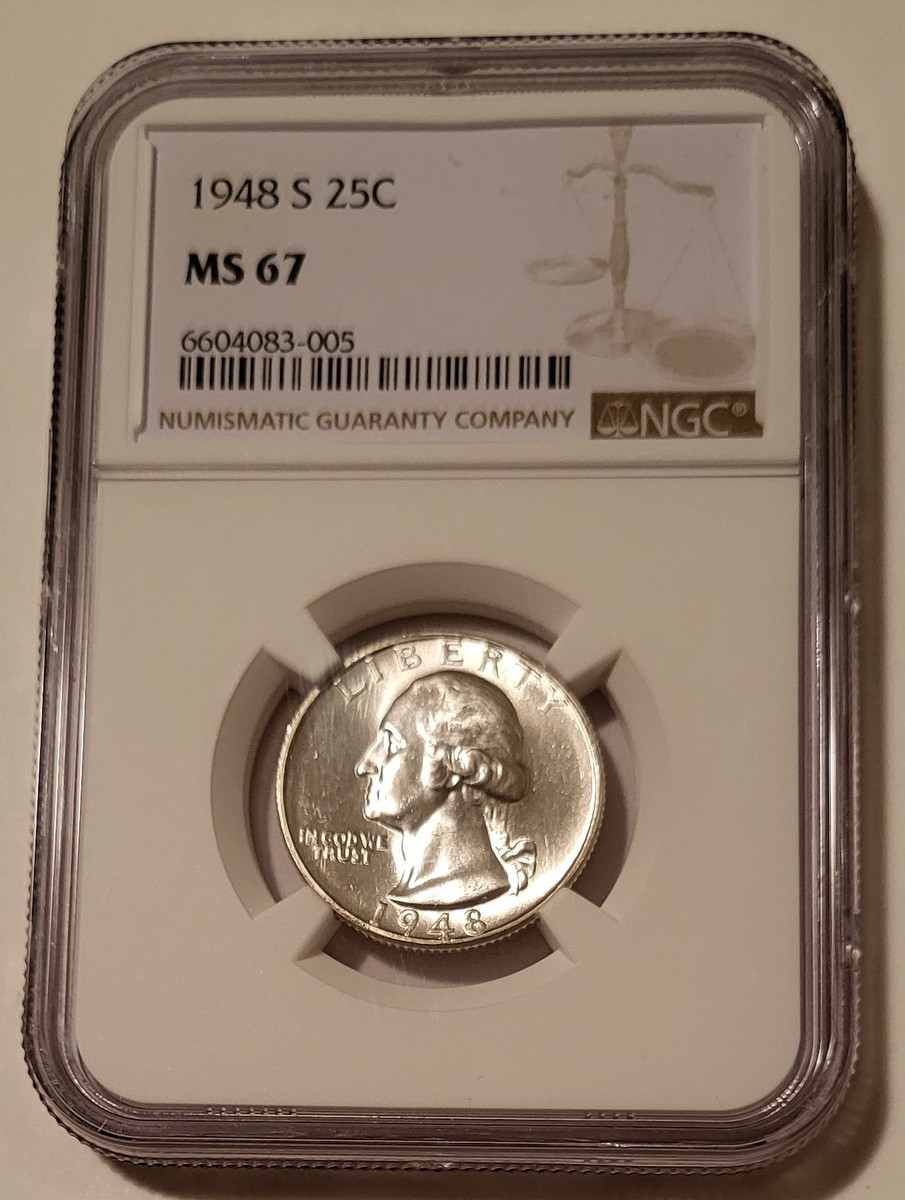 1948 S 25C
MS 67
6604083-005
NUMISMATIC GUARANTY COMPANY
NGC®
LIBERTY
IN GOD WE
TRUST
1948